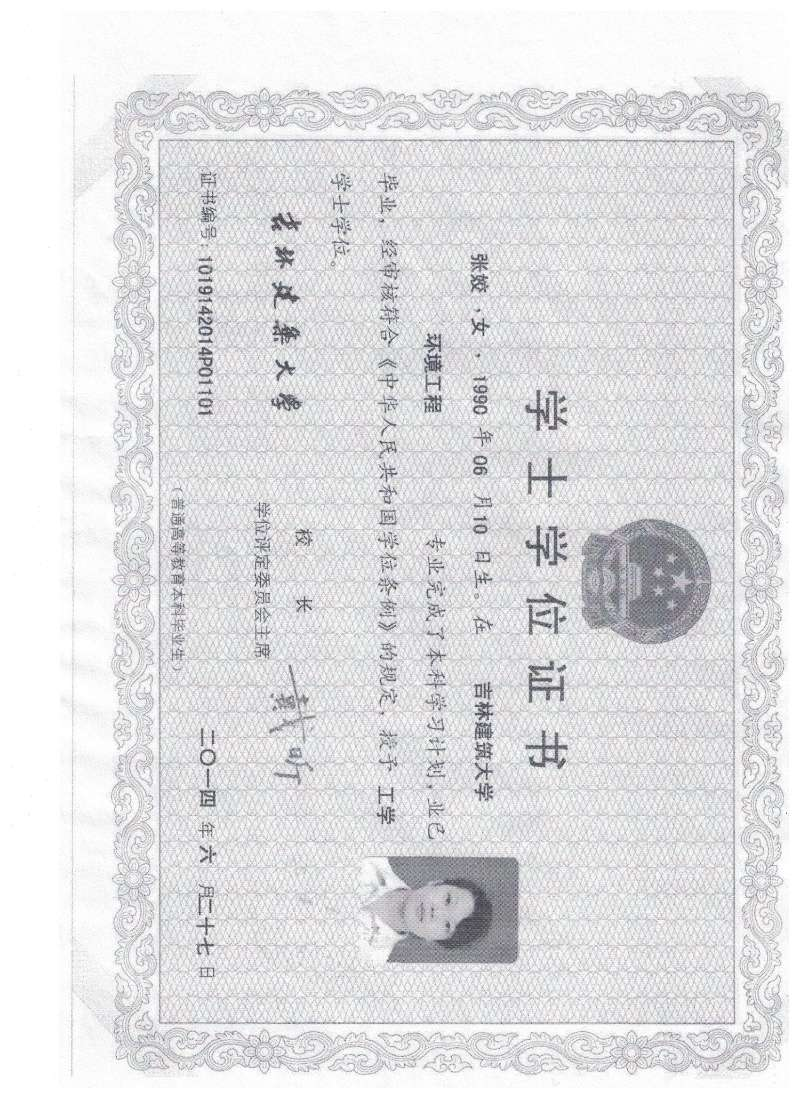 学士学位证书
张姣，女，1990 年 06 月 10 日生。在 吉林建筑大学
环境工程 专业完成了本科学习计划，业已
毕业，经审核符合《中华人民共和国学位条例》的规定，授予 工学
学士学位。
吉林建筑大学
校 长
学位评定委员会主席
戴昕
证书编号：1019142014P01101
二〇一四 年 六 月 二十七 日
（普通高等教育本科毕业生）